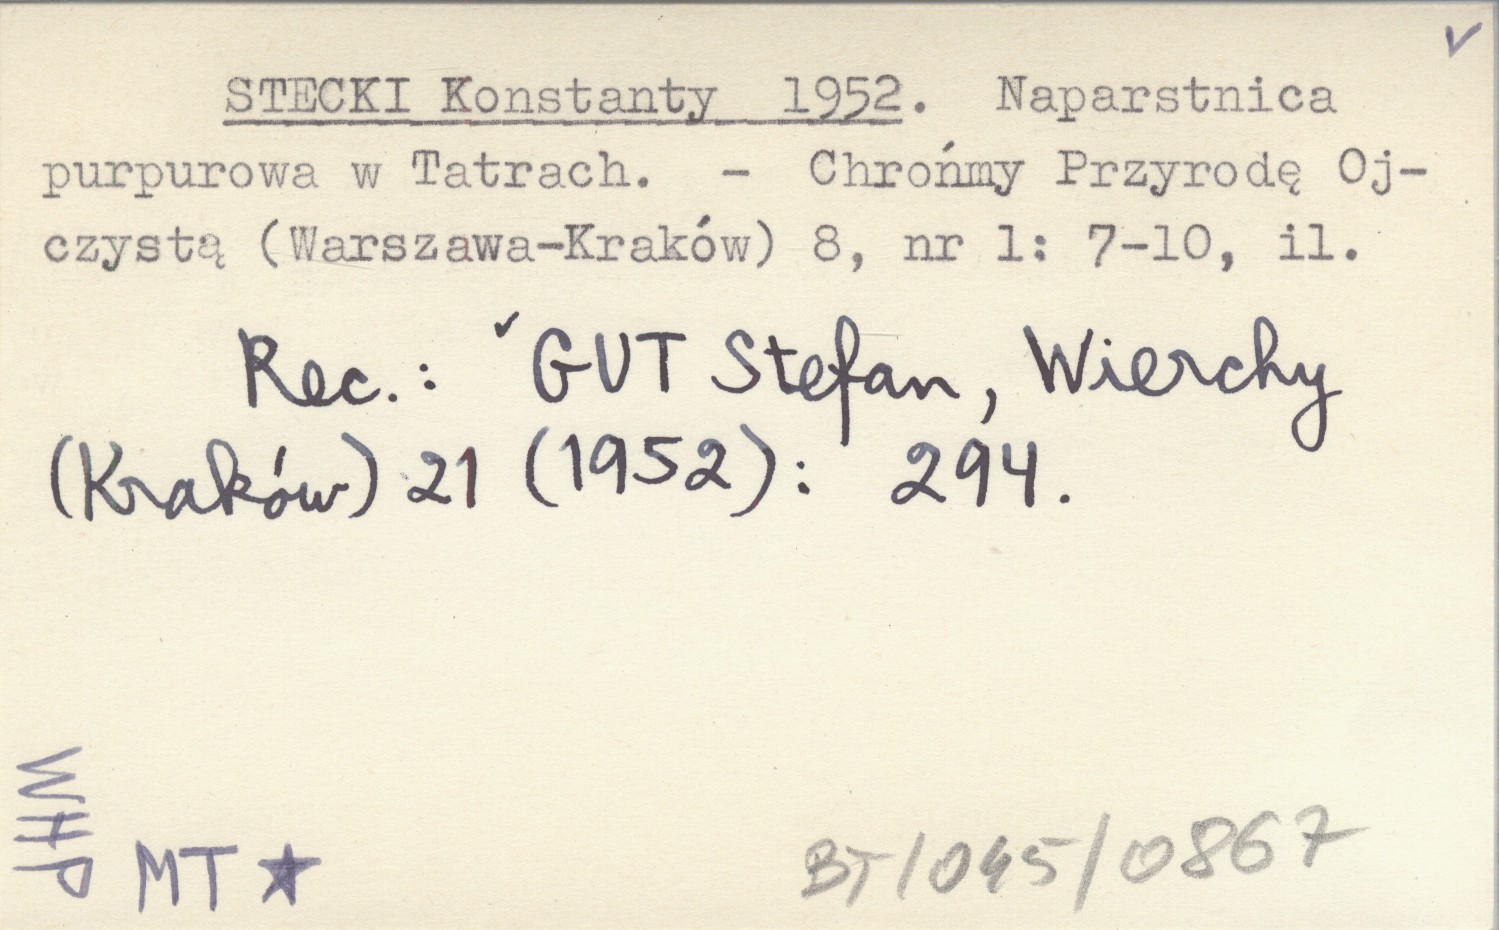 ✓
STECKI Konstanty 1952. Naparstnica
purpurowa w Tatrach. - Chrońmy Przyrodę Oj-
czystą (Warszawa-Kraków) 8, nr 1: 7-10, il.
Rec.: ✓GUT Stefan, Wierchy
(Kraków) 21 (1952): 294.
WHP
MT ★
BT/045/0867